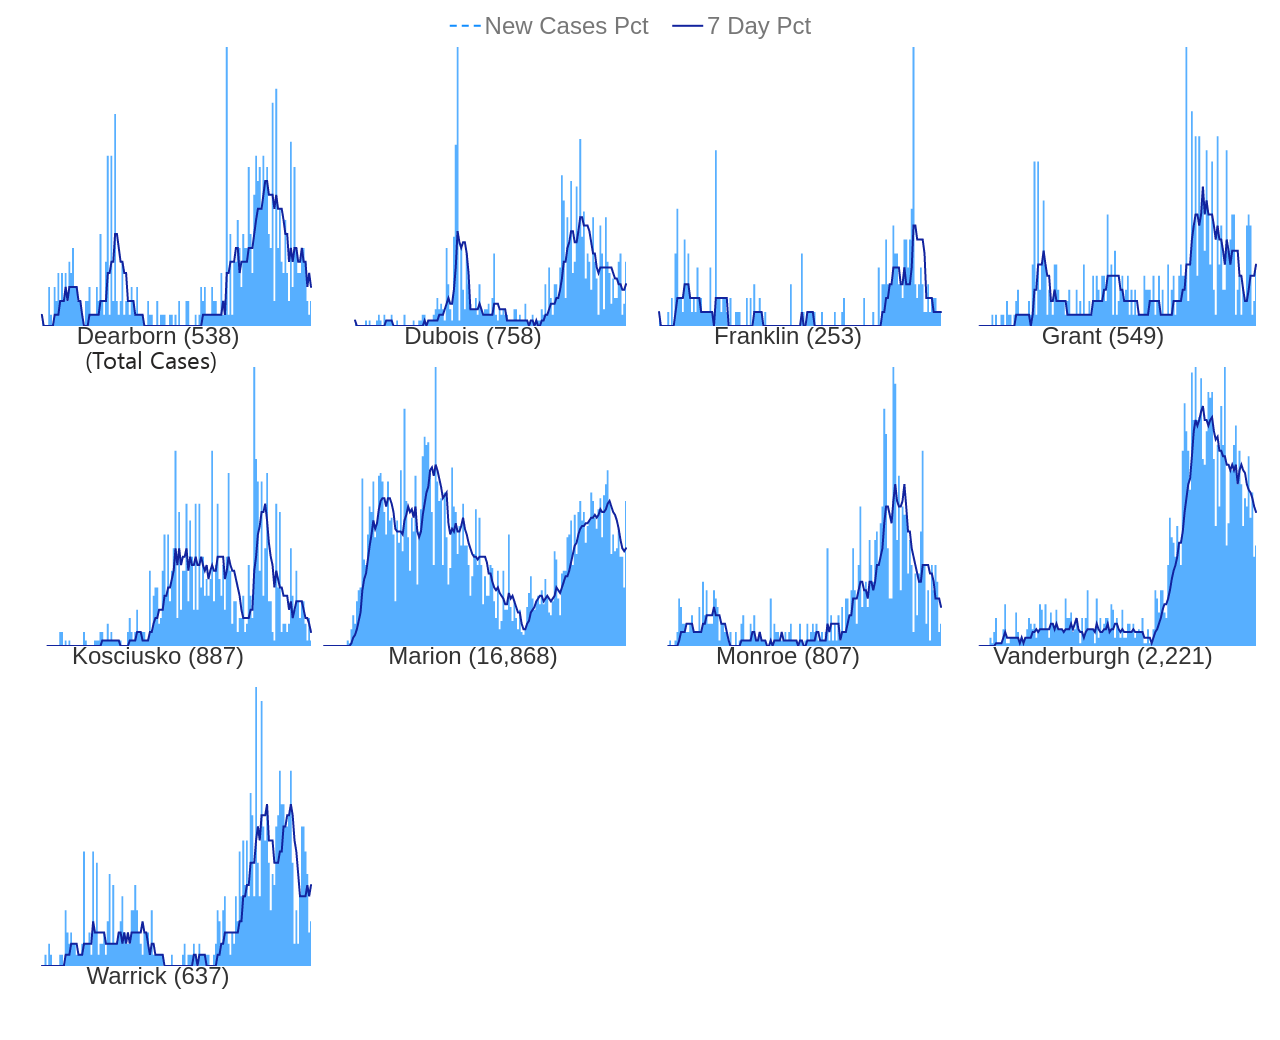 New Cases Pct 7 Day Pct
Dearborn (538) Dubois (758) Franklin (253) Grant (549)
(Total Cases)
Kosciusko (887) Marion (16,868) Monroe (807) Vanderburgh (2,221)
Warrick (637)